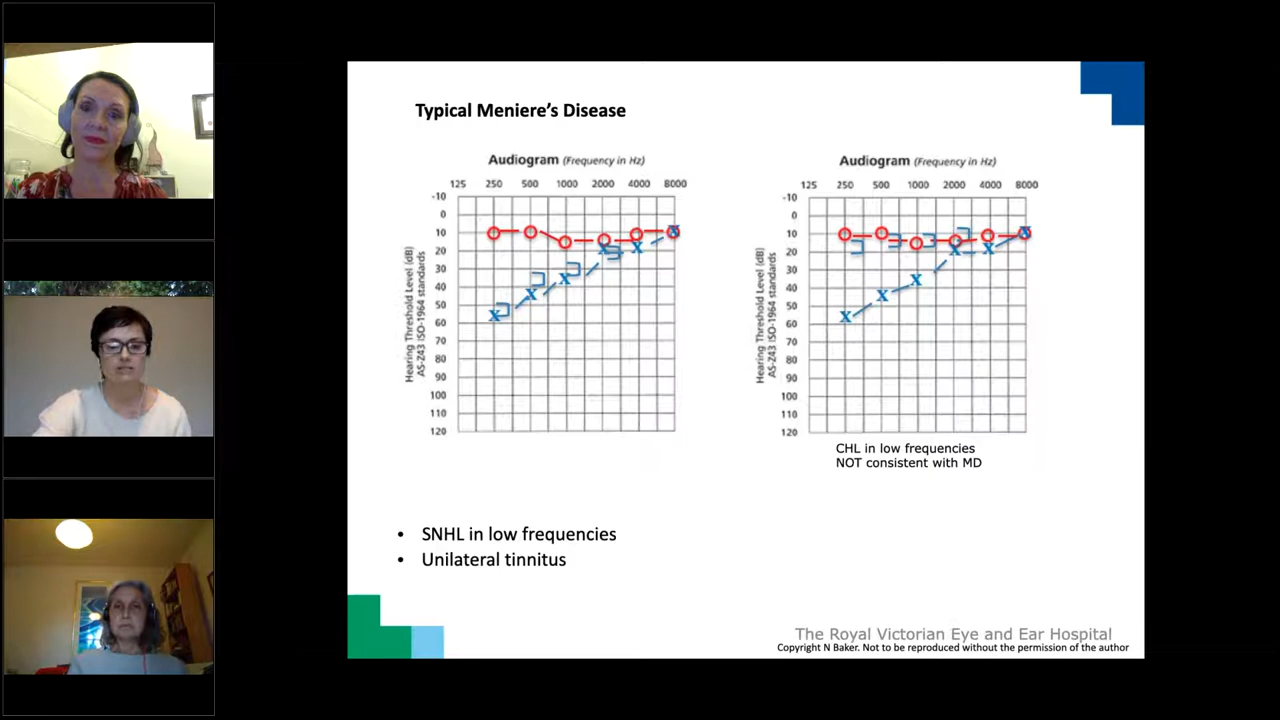 Typical Meniere's Disease
Audiogram (Frequency in Hz)
125 250 500 1000 2000 4000 8000
-10
0
10
20
30
40
50
60
70
80
90
100
110
120
Hearing Threshold Level (dB)
AS-Z43 ISO-1964 standards
Audiogram (Frequency in Hz)
125 250 500 1000 2000 4000 8000
-10
0
10
20
30
40
50
60
70
80
90
100
110
120
Hearing Threshold Level (dB)
AS-Z43 ISO-1964 standards
CHL in low frequencies
NOT consistent with MD
• SNHL in low frequencies
• Unilateral tinnitus
The Royal Victorian Eye and Ear Hospital
Copyright N Baker. Not to be reproduced without the permission of the author